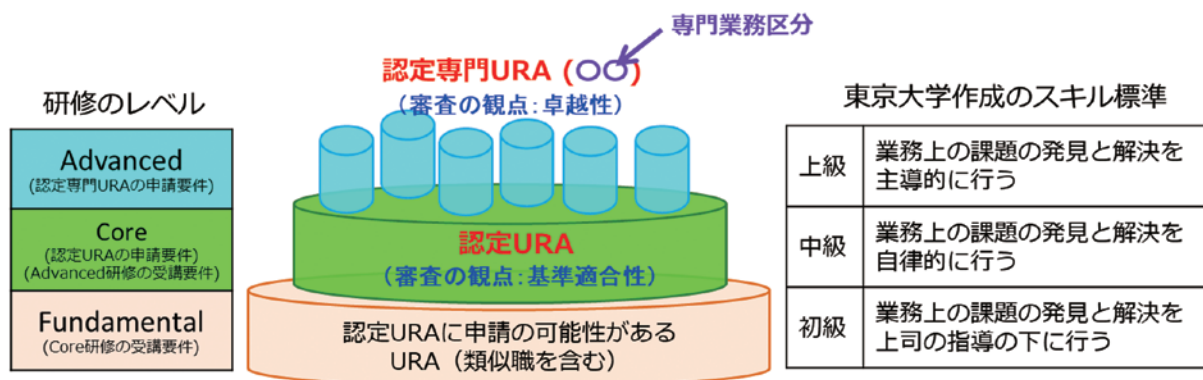 専門業務区分
認定専門URA (〇〇)
(審査の観点：卓越性)
研修のレベル
Advanced
(認定専門URAの申請要件)
Core
(認定URAの申請要件)
(Advanced研修の受講要件)
Fundamental
(Core研修の受講要件)
認定URA
(審査の観点：基準適合性)
認定URAに申請の可能性がある
URA（類似職を含む）
東京大学作成のスキル標準
上級
業務上の課題の発見と解決を
主導的に行う
中級
業務上の課題の発見と解決を
自律的に行う
初級
業務上の課題の発見と解決を
上司の指導の下に行う